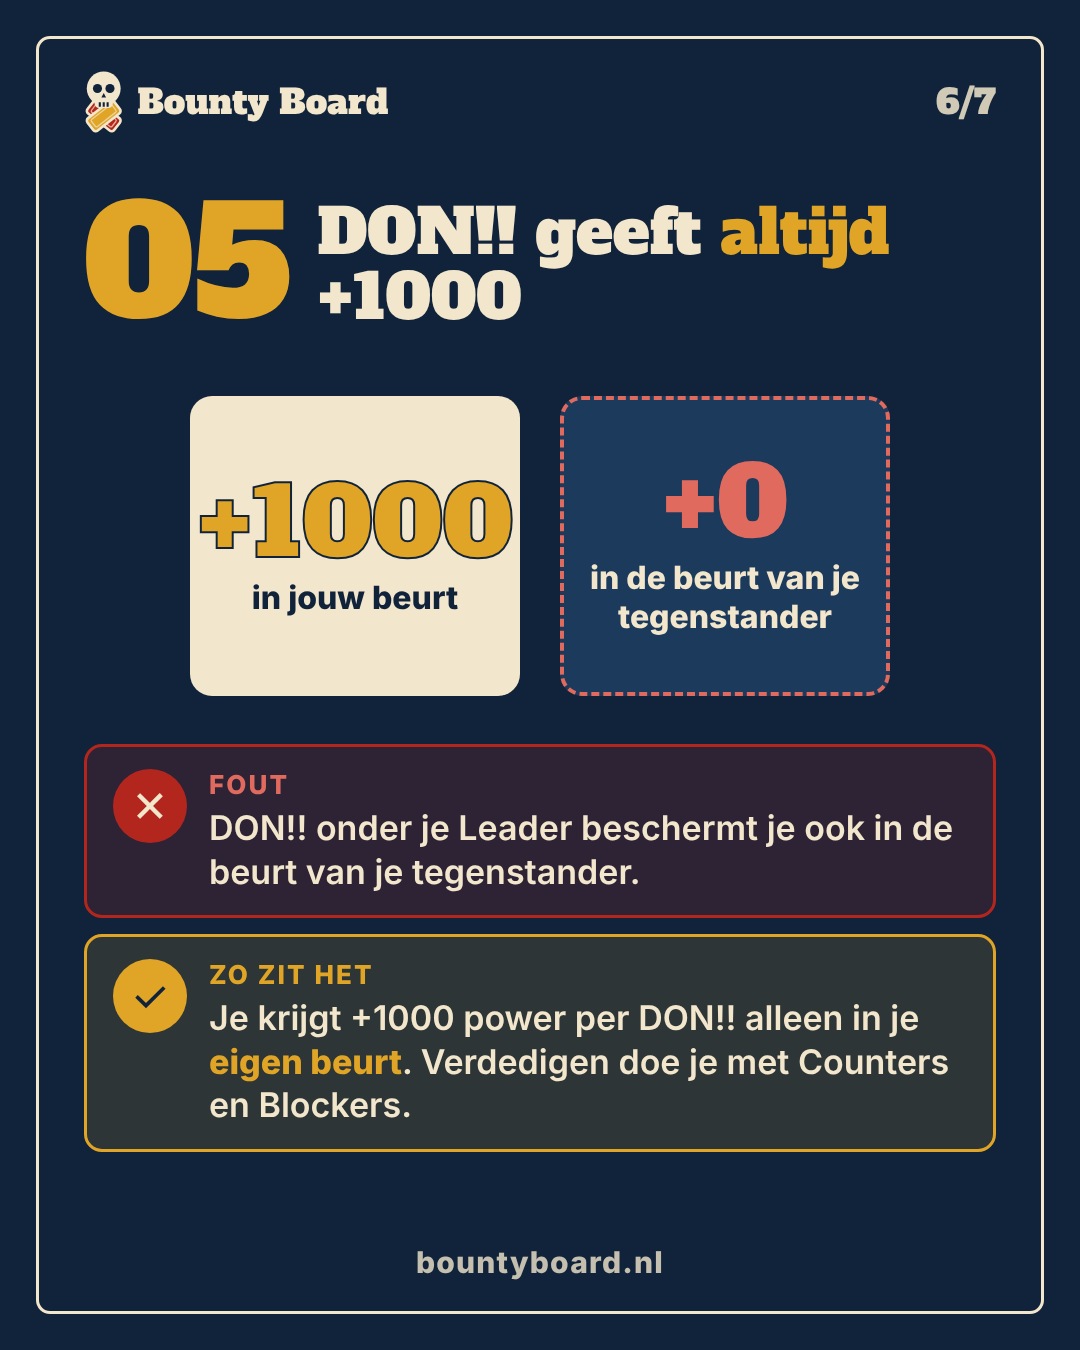 Bounty Board
6/7
05
DON!! geeft altijd
+1000
+1000
in jouw beurt
+0
in de beurt van je
tegenstander
FOUT
DON!! onder je Leader beschermt je ook in de
beurt van je tegenstander.
ZO ZIT HET
Je krijgt +1000 power per DON!! alleen in je
eigen beurt. Verdedigen doe je met Counters
en Blockers.
bountyboard.nl